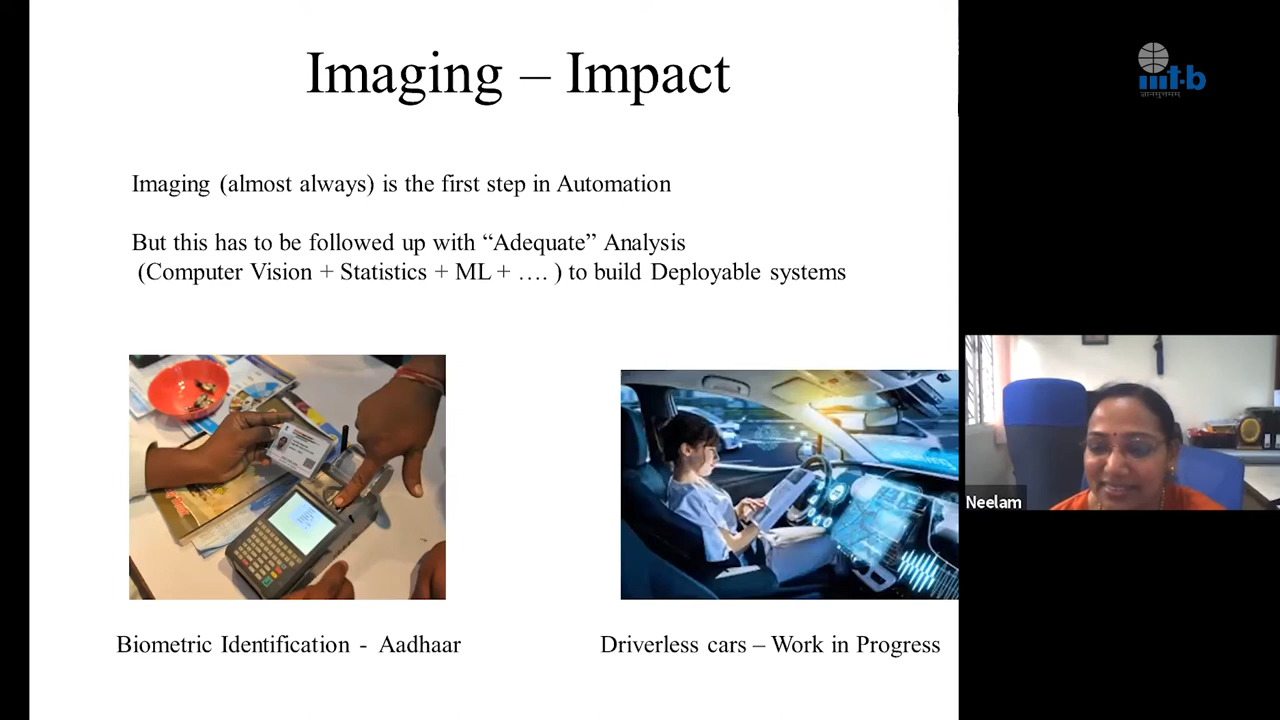 Imaging – Impact
Imaging (almost always) is the first step in Automation
But this has to be followed up with “Adequate” Analysis
(Computer Vision + Statistics + ML + …. ) to build Deployable systems
Biometric Identification - Aadhaar
Driverless cars – Work in Progress
iiit-b
ज्ञानमुत्तमम्
Neelam